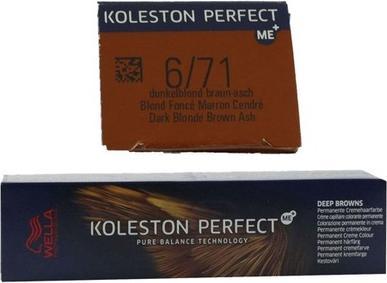 KOLESTON PERFECT
ME+
6/71
dunkelblond braun-asch
Blond Foncé Marron Cendré
Dark Blonde Brown Ash
WELLA
KOLESTON PERFECT ME+
PURE BALANCE TECHNOLOGY
DEEP BROWNS
Permanente Cremehaarfarbe
Crème capillaire colorante permanente
Colorazione permanente in crema
Permanente crèmekleur
Permanent Creme Colour
Permanent hårfärg
Permanent cremefarve
Permanent kremfarge
Kestoväri